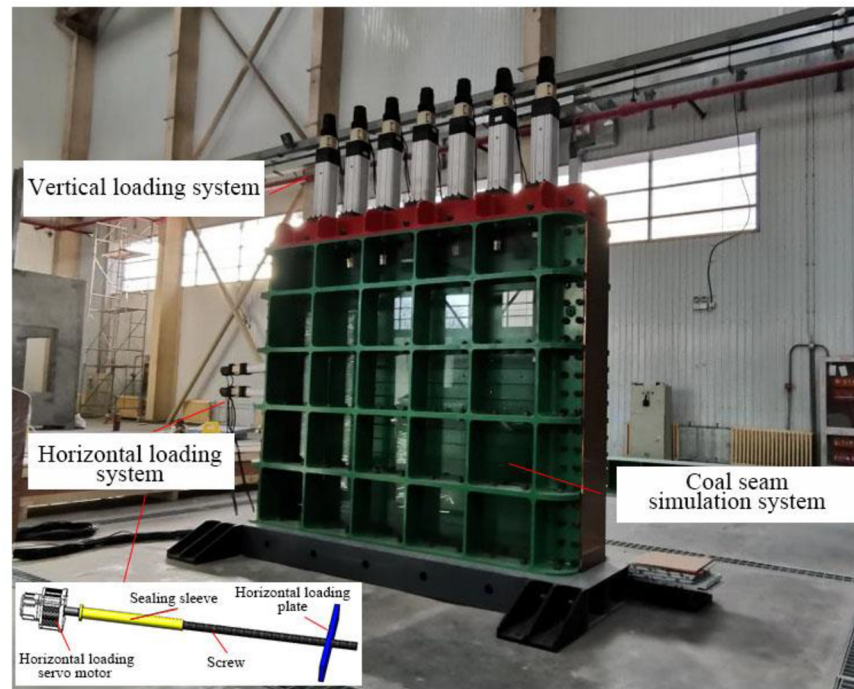 Vertical loading system
Horizontal loading
system
Coal seam
simulation system
Sealing sleeve
Horizontal loading
plate
Horizontal loading
servo motor
Screw